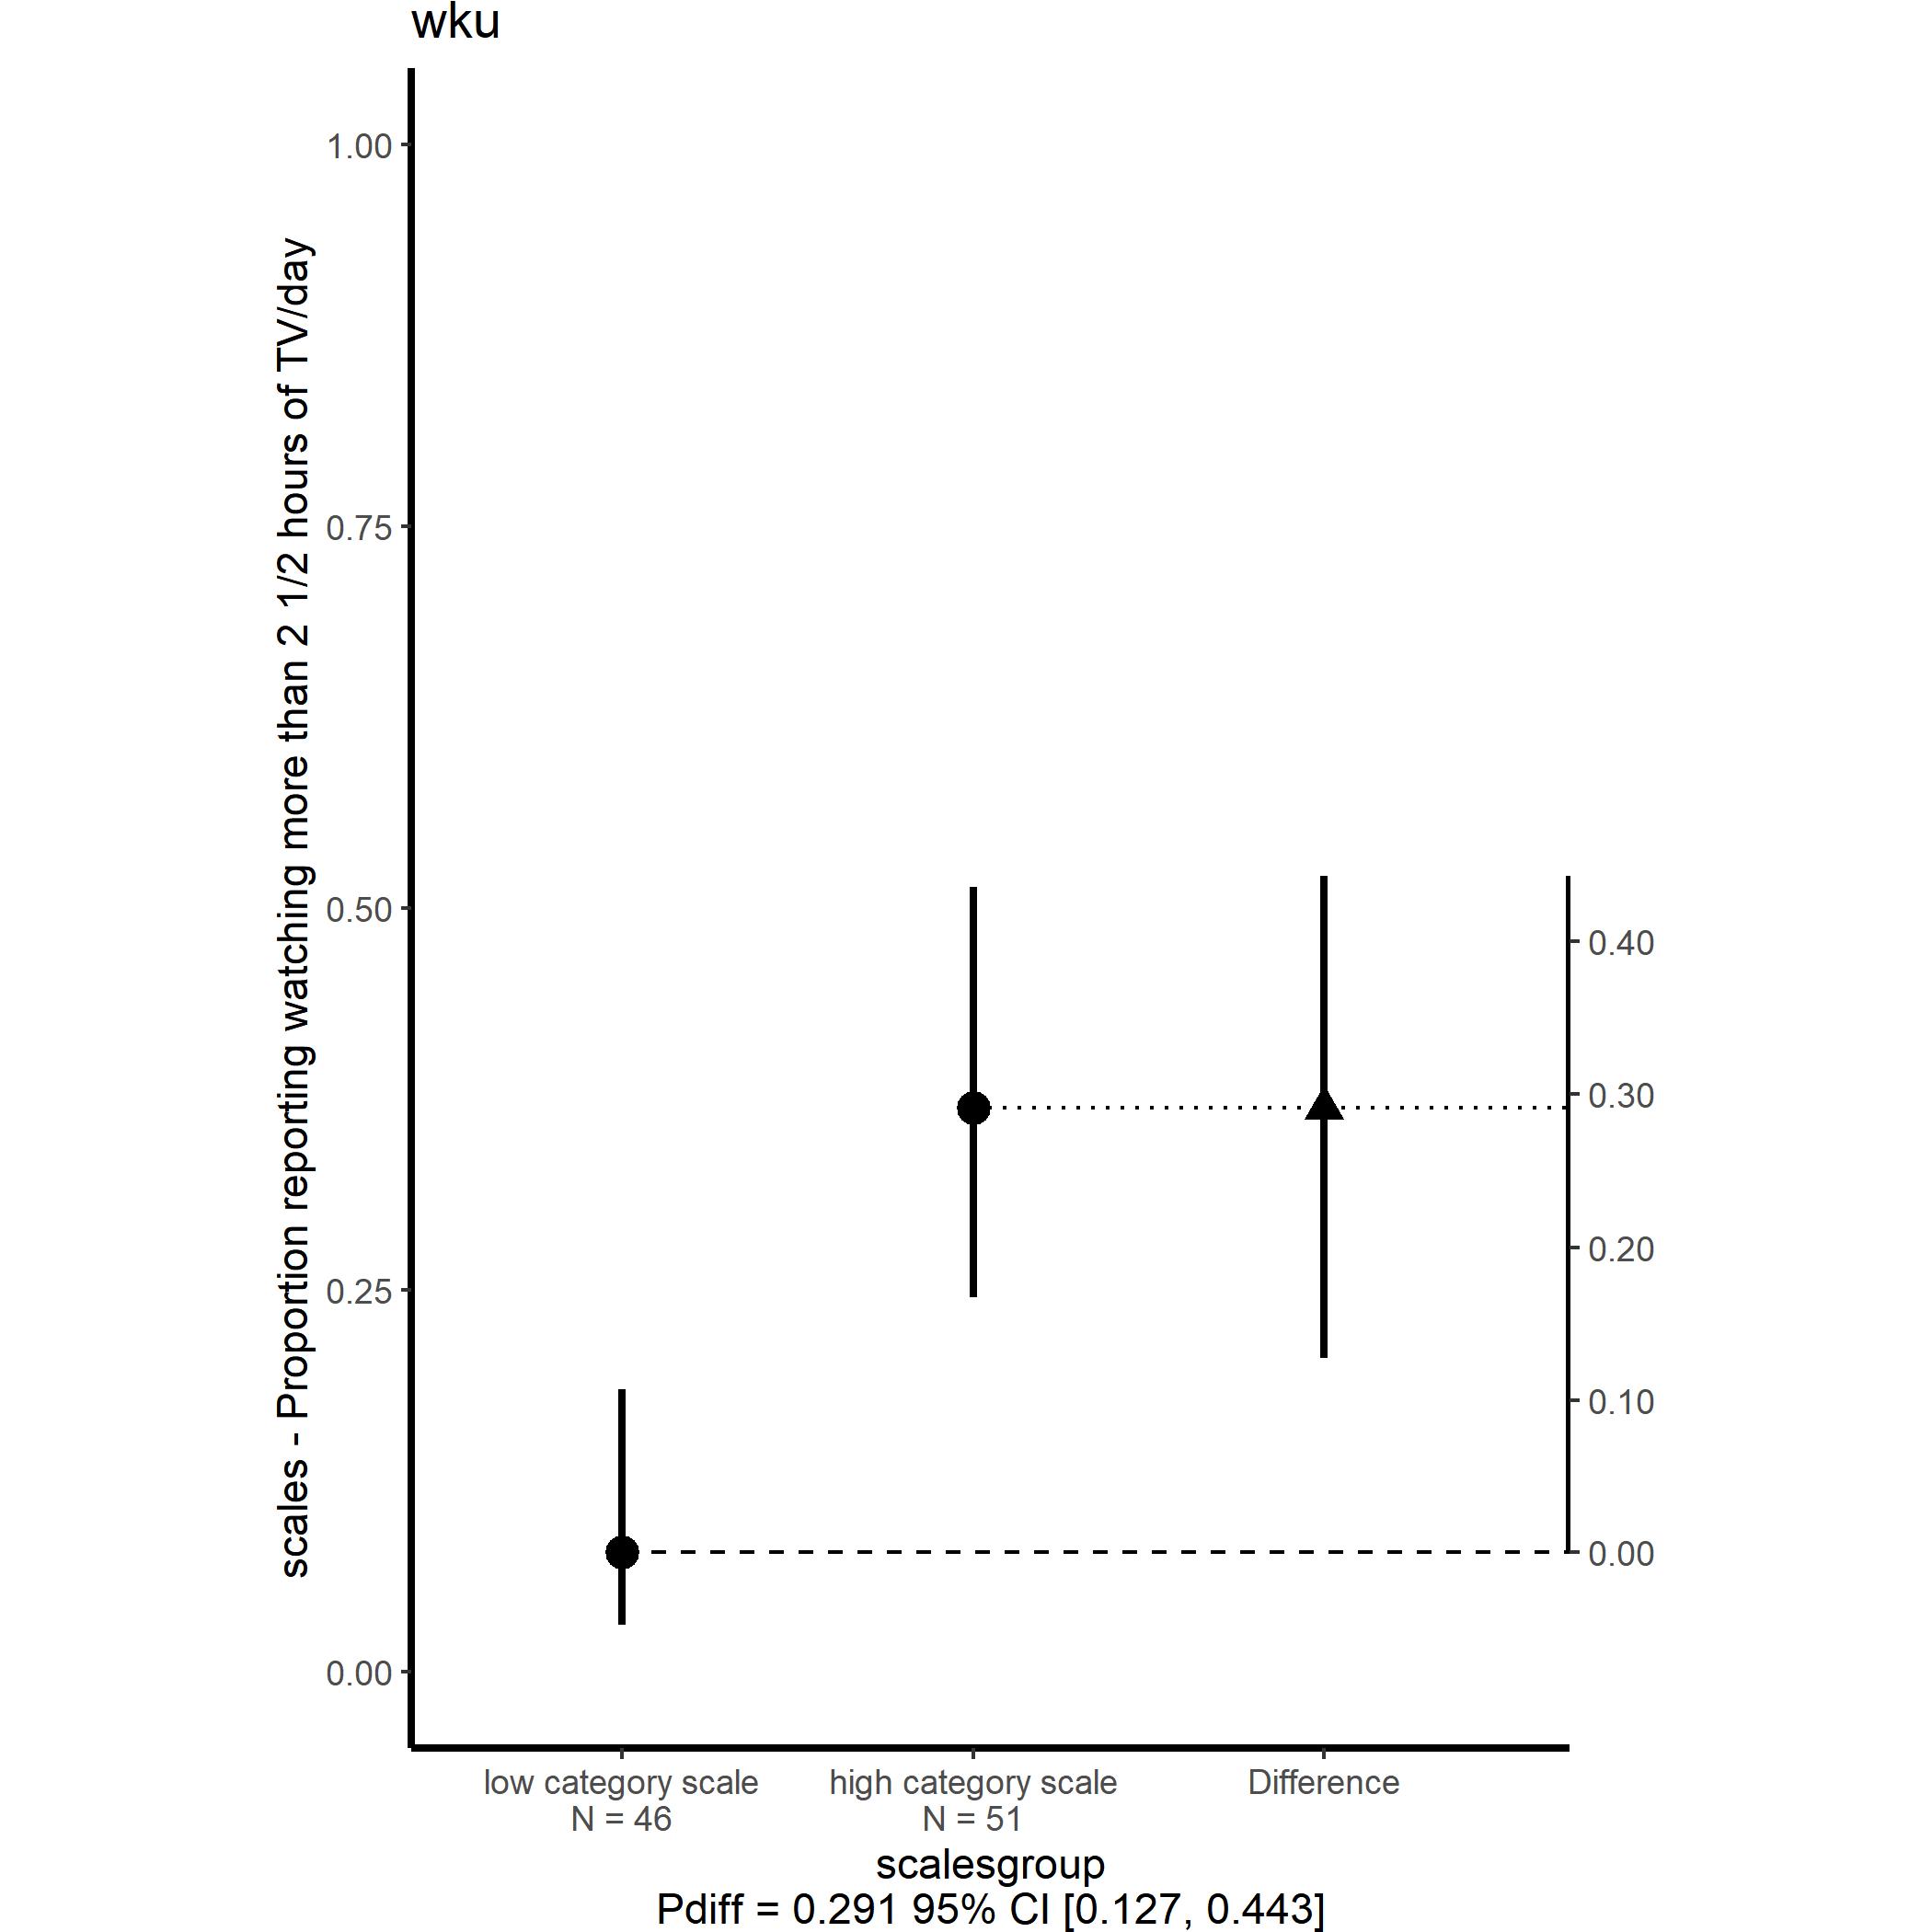 wku
scales - Proportion reporting watching more than 2 1/2 hours of TV/day
1.00
0.75
0.50
0.25
0.00
0.40
0.30
0.20
0.10
0.00
low category scale
N = 46
high category scale
N = 51
Difference
scalesgroup
Pdiff = 0.291 95% CI [0.127, 0.443]